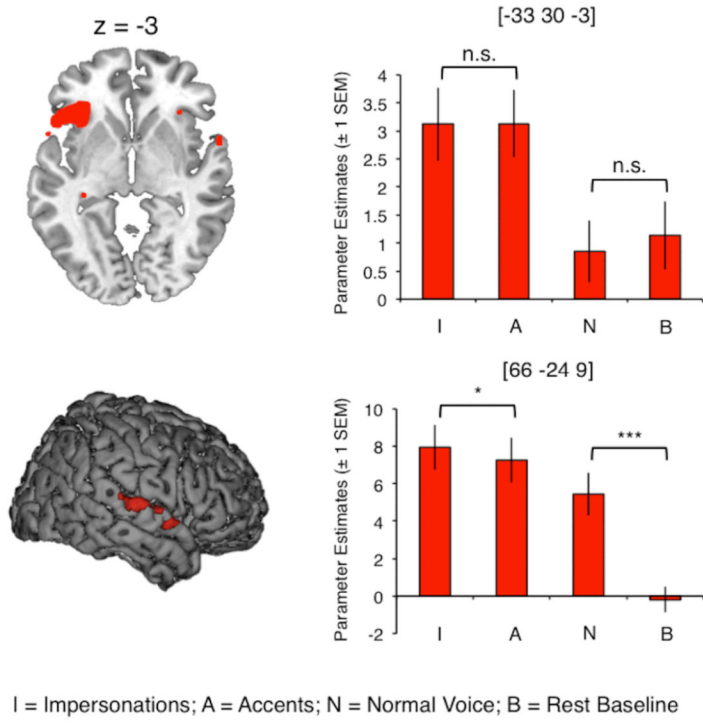 z = -3
[-33 30 -3]
n.s.
n.s.
Parameter Estimates (± 1 SEM)
4
3.5
3
2.5
2
1.5
1
0.5
0
I A N B
[66 -24 9]
*
***
Parameter Estimates (± 1 SEM)
10
8
6
4
2
0
-2
I A N B
I = Impersonations; A = Accents; N = Normal Voice; B = Rest Baseline